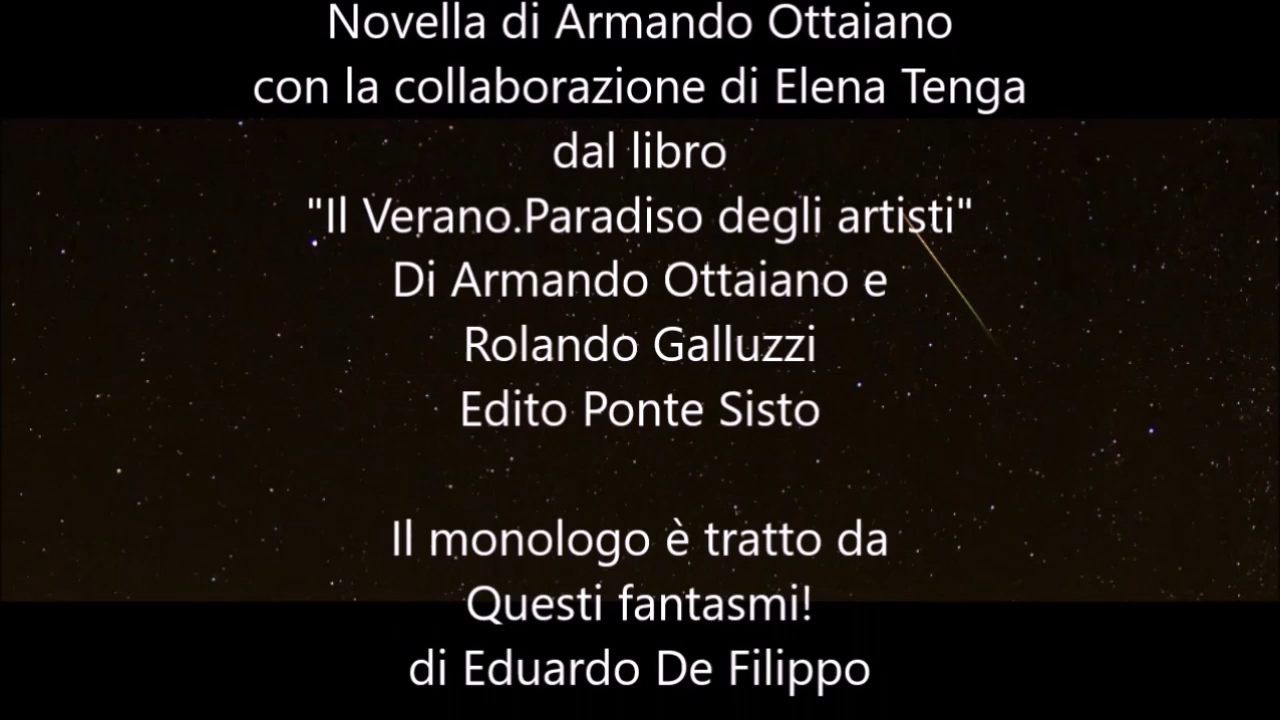 Novella di Armando Ottaiano
con la collaborazione di Elena Tenga
dal libro
"Il Verano.Paradiso degli artisti"
Di Armando Ottaiano e
Rolando Galluzzi
Edito Ponte Sisto
Il monologo è tratto da
Questi fantasmi!
di Eduardo De Filippo